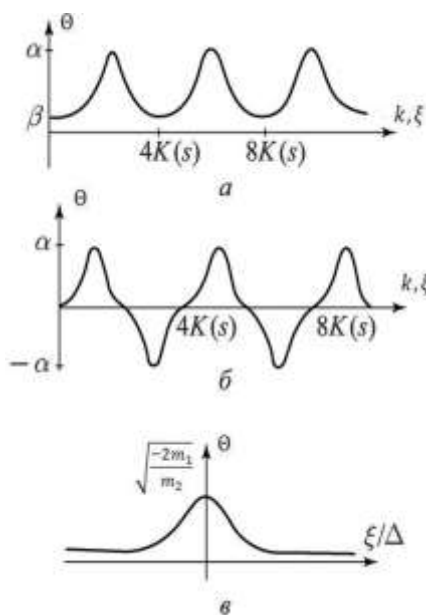 Θ
α
β
k, ξ
4K(s) 8K(s)
а
Θ
α
k, ξ
4K(s) 8K(s)
−α
б
√(−2m₁/m₂)
Θ
ξ/Δ
в